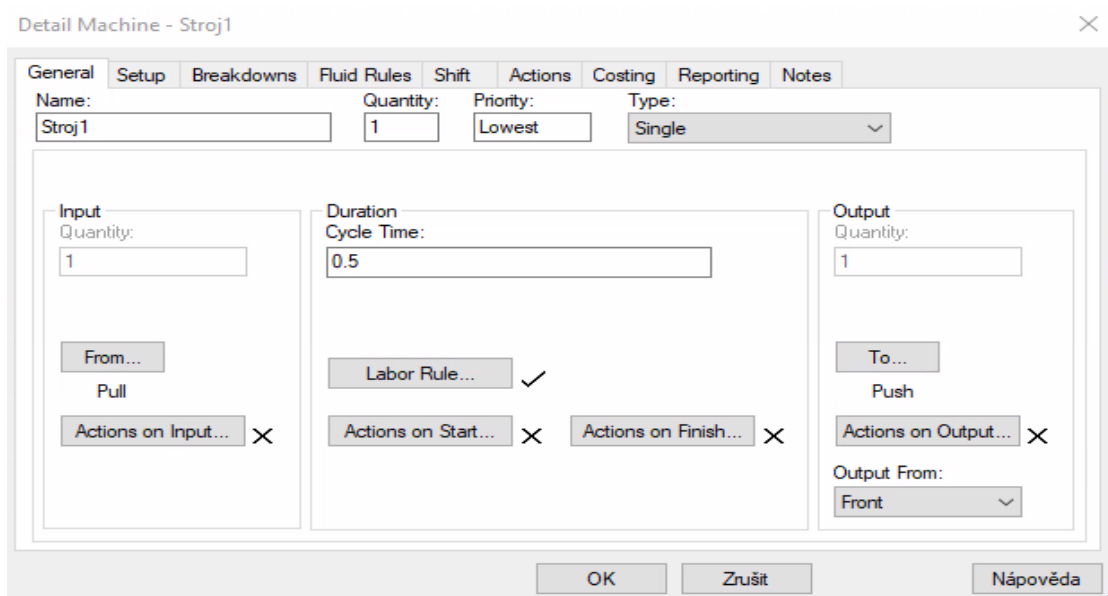 Detail Machine - Stroj1
General Setup Breakdowns Fluid Rules Shift Actions Costing Reporting Notes
Name: Quantity: Priority: Type:
Stroj1 1 Lowest Single
Input Duration Output
Quantity: Cycle Time: Quantity:
1 0.5 1
From... Labor Rule... To...
Pull Push
Actions on Input... Actions on Start... Actions on Finish... Actions on Output...
Output From:
Front
OK Zrušit Nápověda